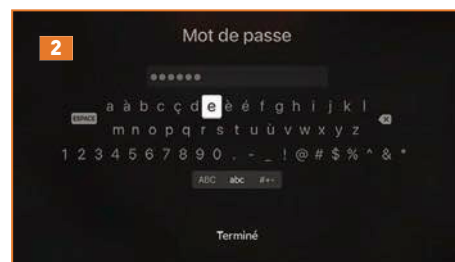 2
Mot de passe
●●●●●●
a à b c ç d e è é f g h i j k l
ESPACE
m n o p q r s t u ù v w x y z
1 2 3 4 5 6 7 8 9 0 . - _ ! @ # $ % ^ & *
ABC abc #+-
Terminé